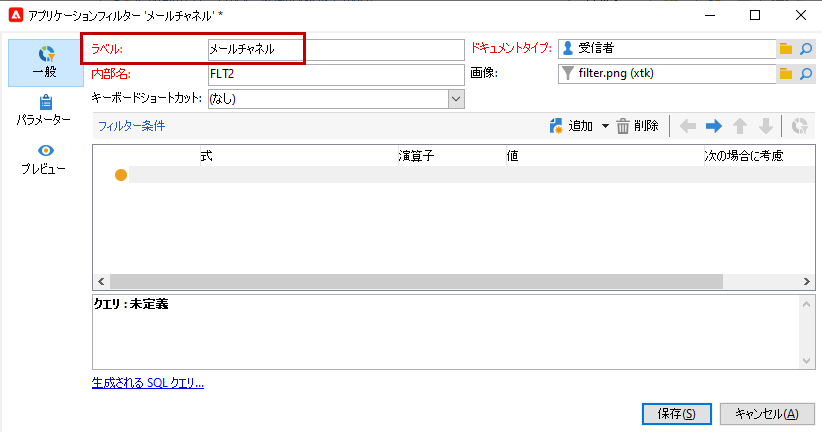 アプリケーションフィルター 'メールチャネル' *
一般
パラメーター
プレビュー
ラベル: メールチャネル ドキュメントタイプ: 受信者
内部名: FLT2 画像: filter.png (xtk)
キーボードショートカット: (なし)
フィルター条件 追加 削除
式 演算子 値 次の場合に考慮
クエリ : 未定義
生成される SQL クエリ...
保存(S) キャンセル(A)